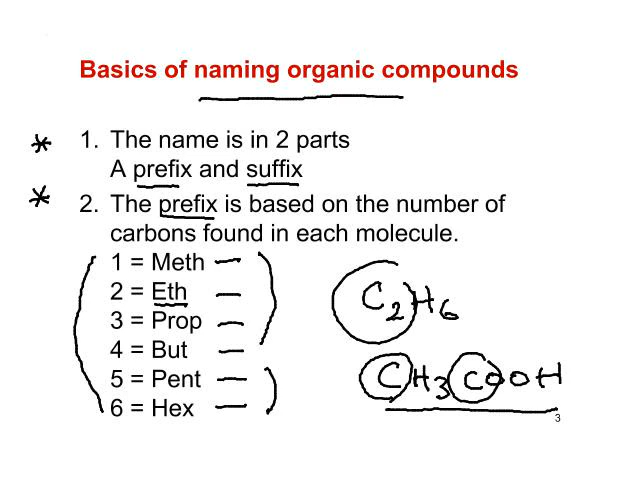 Basics of naming organic compounds
* 1. The name is in 2 parts
A prefix and suffix
* 2. The prefix is based on the number of
carbons found in each molecule.
1 = Meth
2 = Eth
3 = Prop
4 = But
5 = Pent
6 = Hex
C₂H₆
CH₃COOH
3